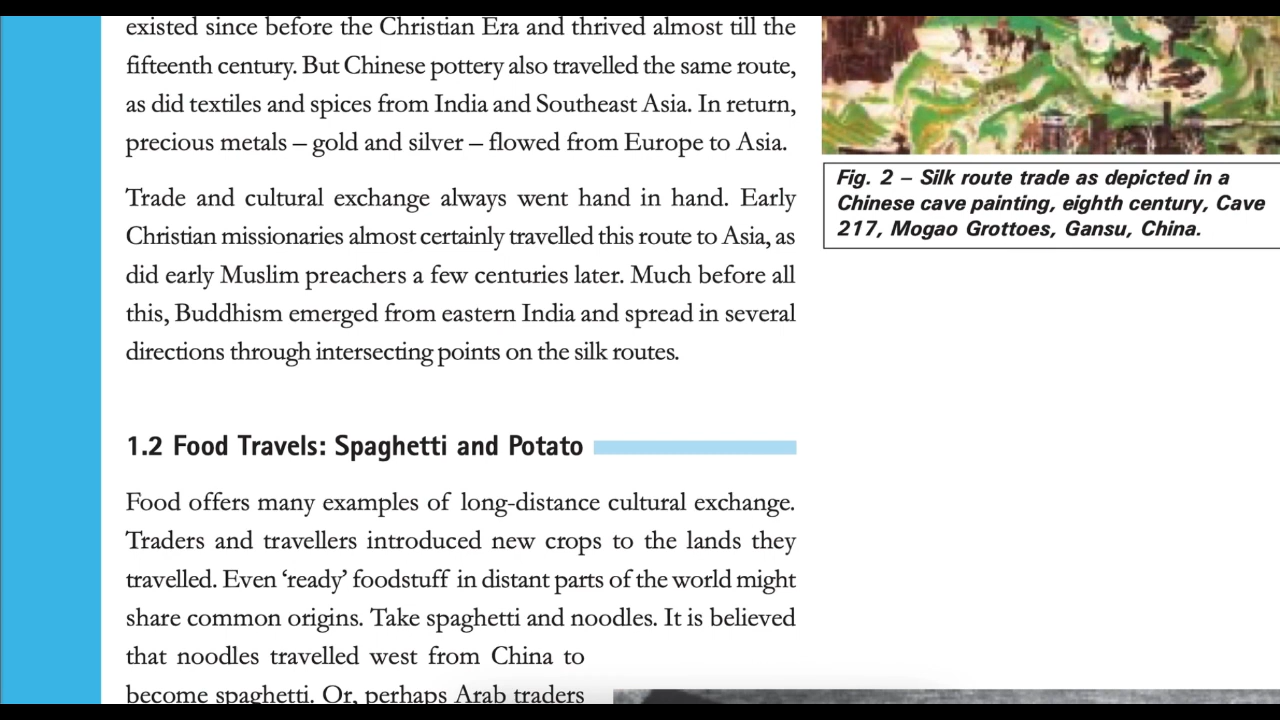 existed since before the Christian Era and thrived almost till the
fifteenth century. But Chinese pottery also travelled the same route,
as did textiles and spices from India and Southeast Asia. In return,
precious metals – gold and silver – flowed from Europe to Asia.
Trade and cultural exchange always went hand in hand. Early
Christian missionaries almost certainly travelled this route to Asia, as
did early Muslim preachers a few centuries later. Much before all
this, Buddhism emerged from eastern India and spread in several
directions through intersecting points on the silk routes.
Fig. 2 – Silk route trade as depicted in a
Chinese cave painting, eighth century, Cave
217, Mogao Grottoes, Gansu, China.
1.2 Food Travels: Spaghetti and Potato
Food offers many examples of long-distance cultural exchange.
Traders and travellers introduced new crops to the lands they
travelled. Even ‘ready’ foodstuff in distant parts of the world might
share common origins. Take spaghetti and noodles. It is believed
that noodles travelled west from China to
become spaghetti. Or, perhaps Arab traders